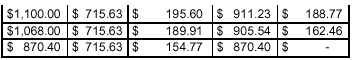 $1,100.00 $ 715.63 $ 195.60 $ 911.23 $ 188.77
$1,068.00 $ 715.63 $ 189.91 $ 905.54 $ 162.46
$ 870.40 $ 715.63 $ 154.77 $ 870.40 $ -